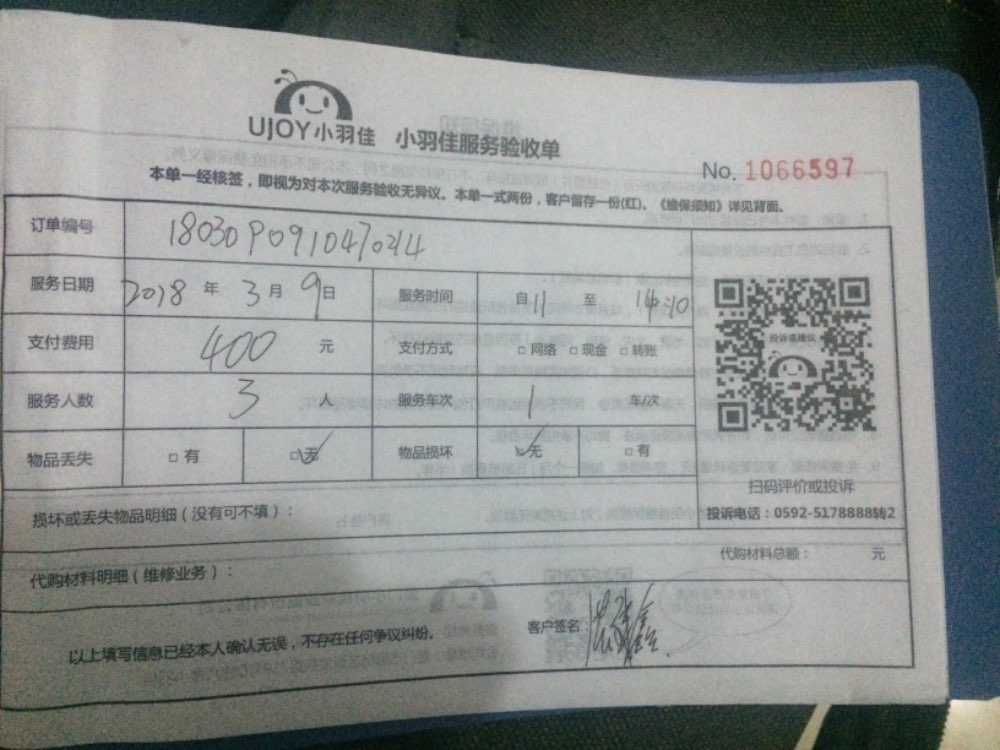 UJOY小羽佳 小羽佳服务验收单
No. 1066597
本单一经核签，即视为对本次服务验收无异议。本单一式两份，客户留存一份(红)。《维保须知》详见背面。
订单编号 180309091047044
服务日期 2018 年 3 月 9 日 服务时间 自 11 至 14:10
支付费用 400 元 支付方式 □网络 □现金 □转账
投诉或建议
服务人数 3 人 服务车次 1 车/次
物品丢失 □有 □无 物品损坏 □无 □有
扫码评价或投诉
损坏或丢失物品明细（没有可不填）：
投诉电话：0592-5178888转2
代购材料明细（维修业务）：
代购材料总额： 元
以上填写信息已经本人确认无误，不存在任何争议纠纷。
客户签名：